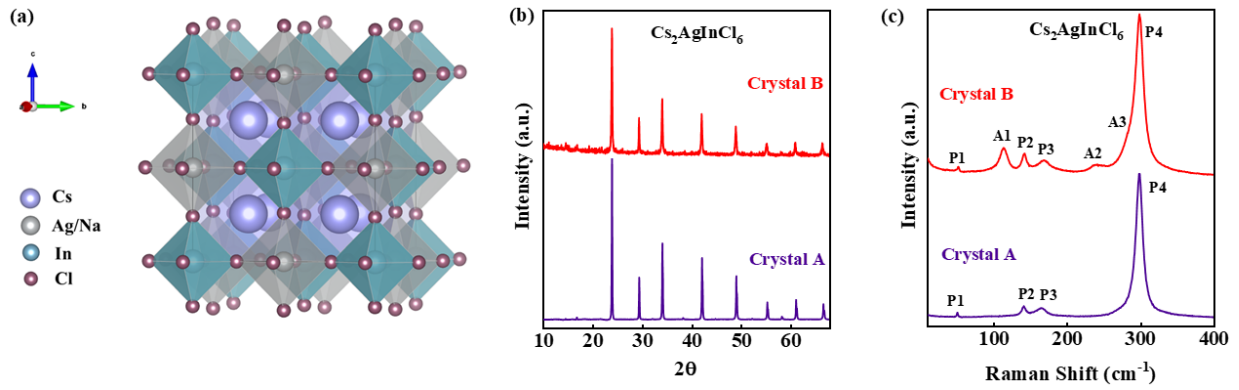 (a)
c
b
Cs
Ag/Na
In
Cl
(b)
Cs₂AgInCl₆
Crystal B
Crystal A
Intensity (a.u.)
10 20 30 40 50 60
2θ
(c)
Cs₂AgInCl₆
P4
Crystal B
A1
A3
P1
P2
P3
A2
P4
Crystal A
P1
P2
P3
Intensity (a.u.)
100 200 300 400
Raman Shift (cm⁻¹)